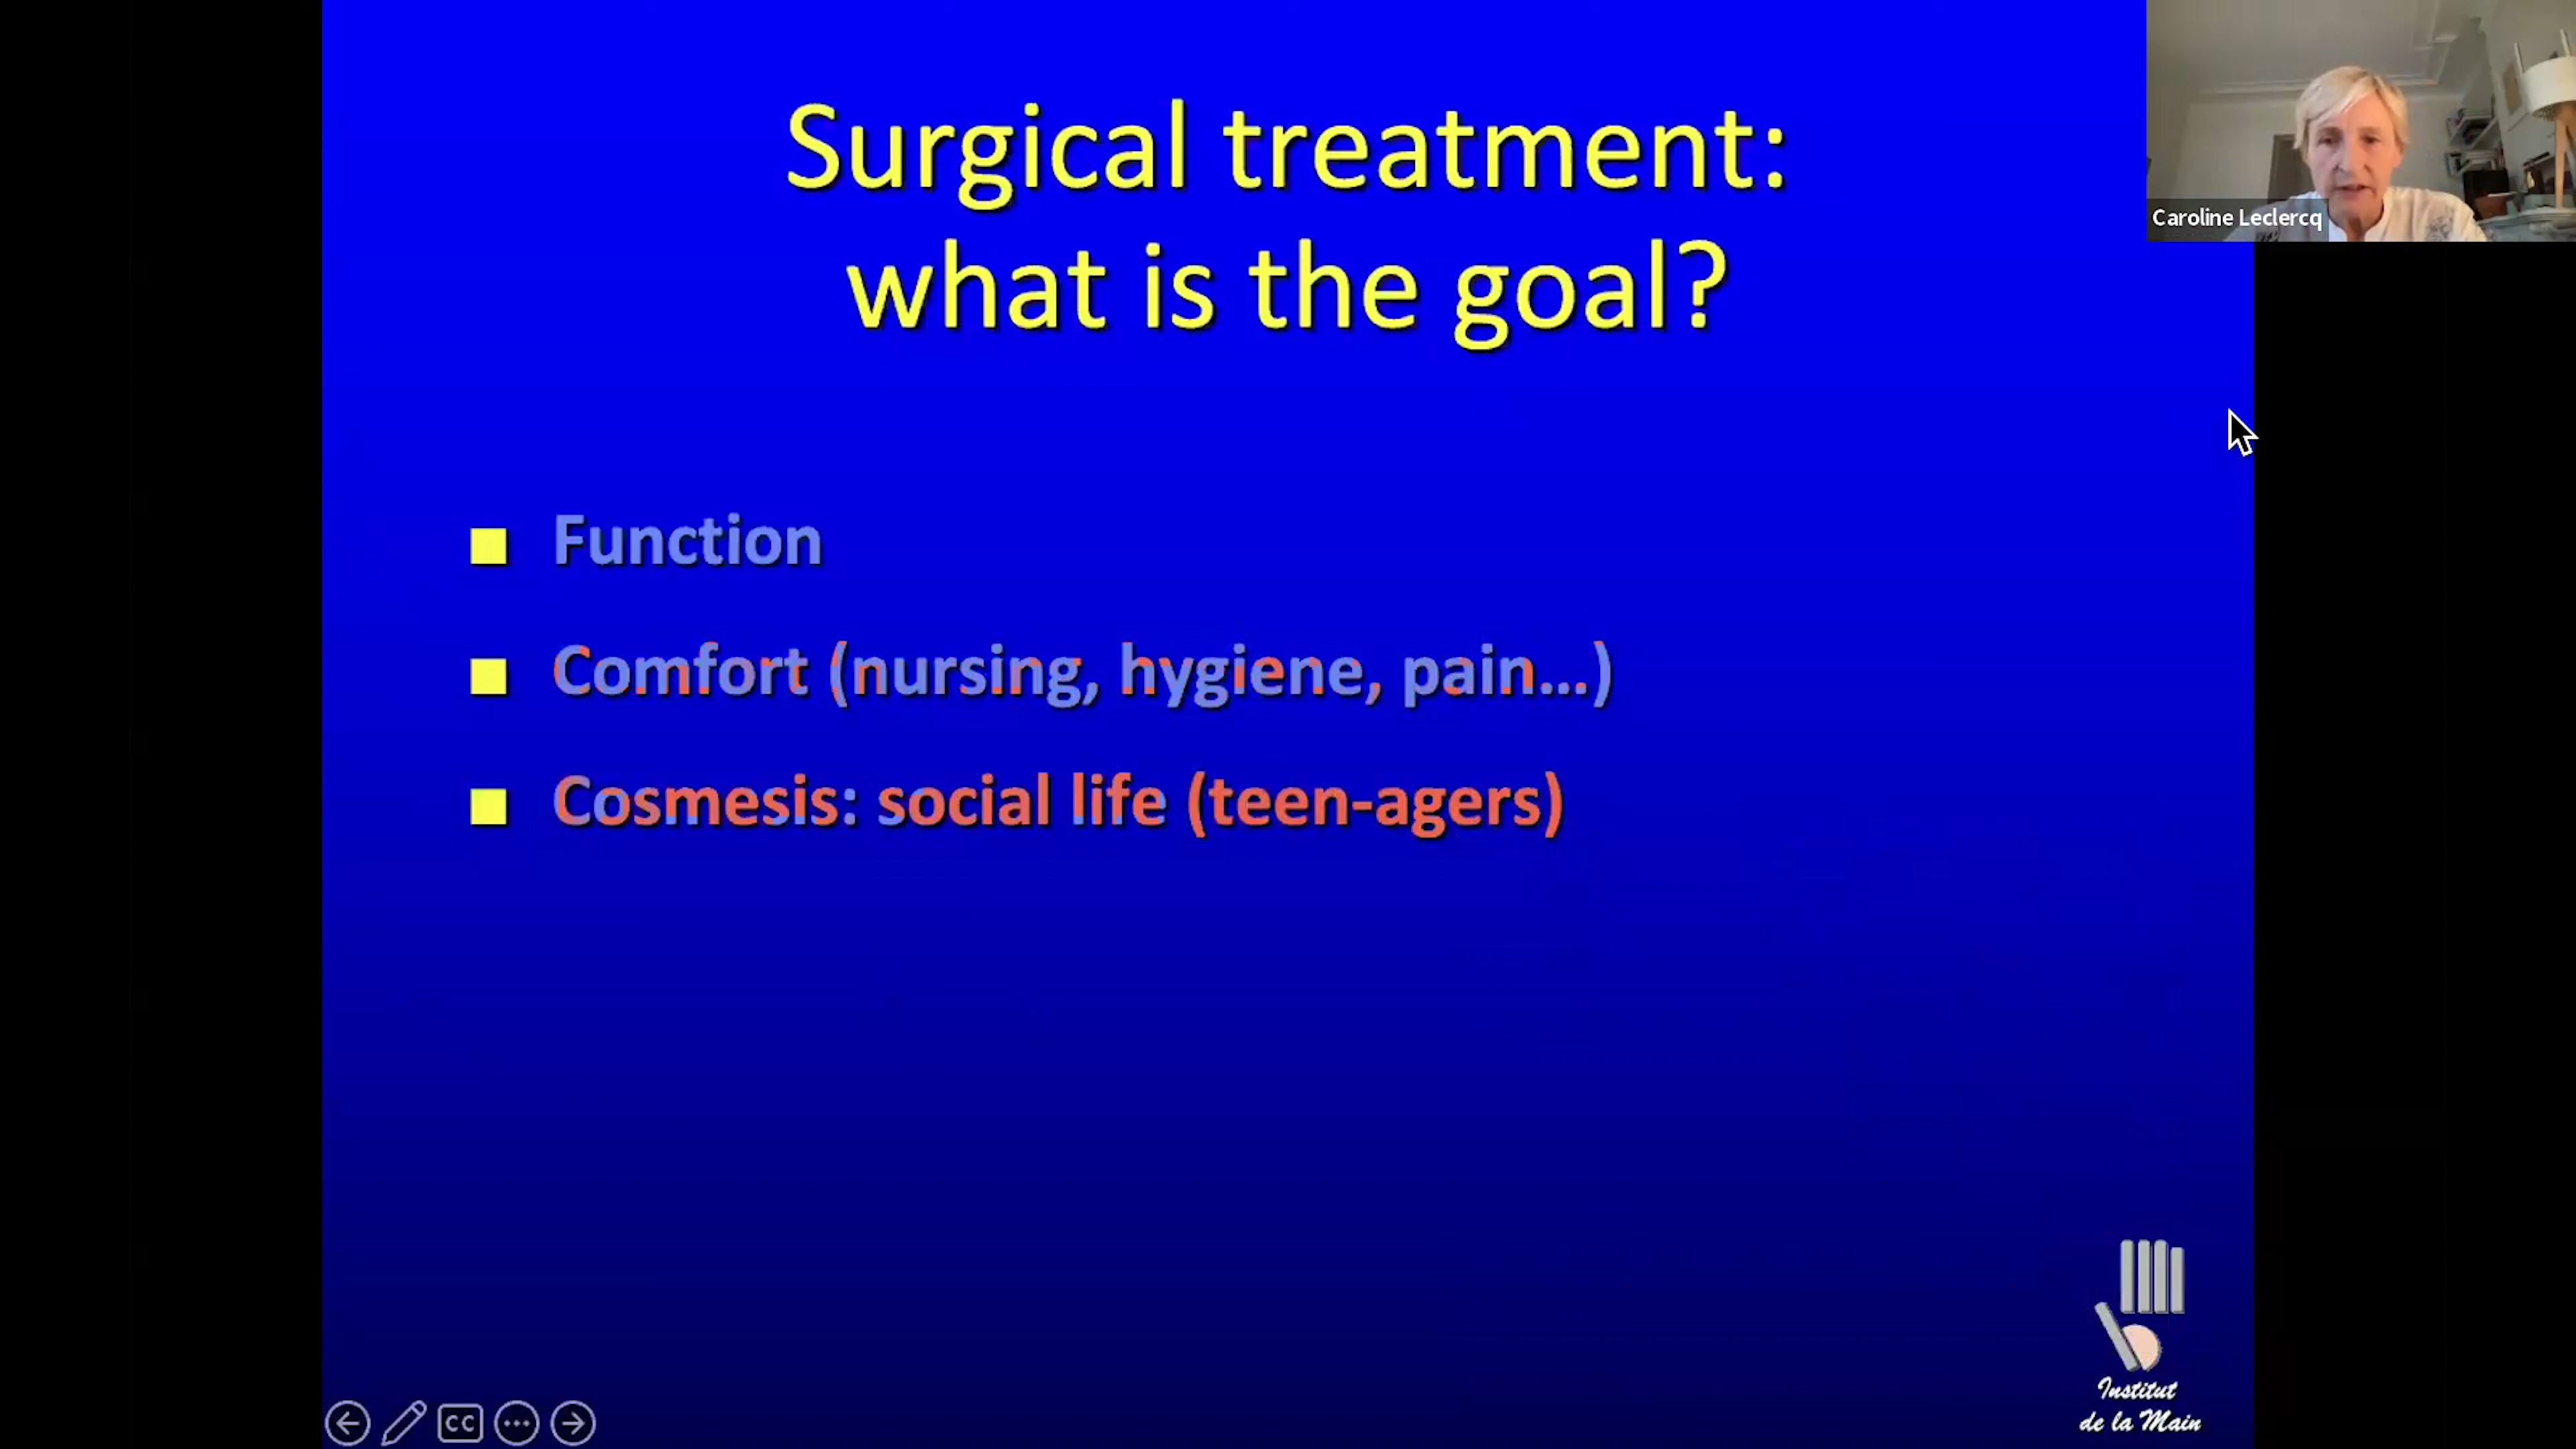 Surgical treatment:
what is the goal?
Caroline Leclercq
Function
Comfort (nursing, hygiene, pain...)
Cosmesis: social life (teen-agers)
Institut
de la Main
CC